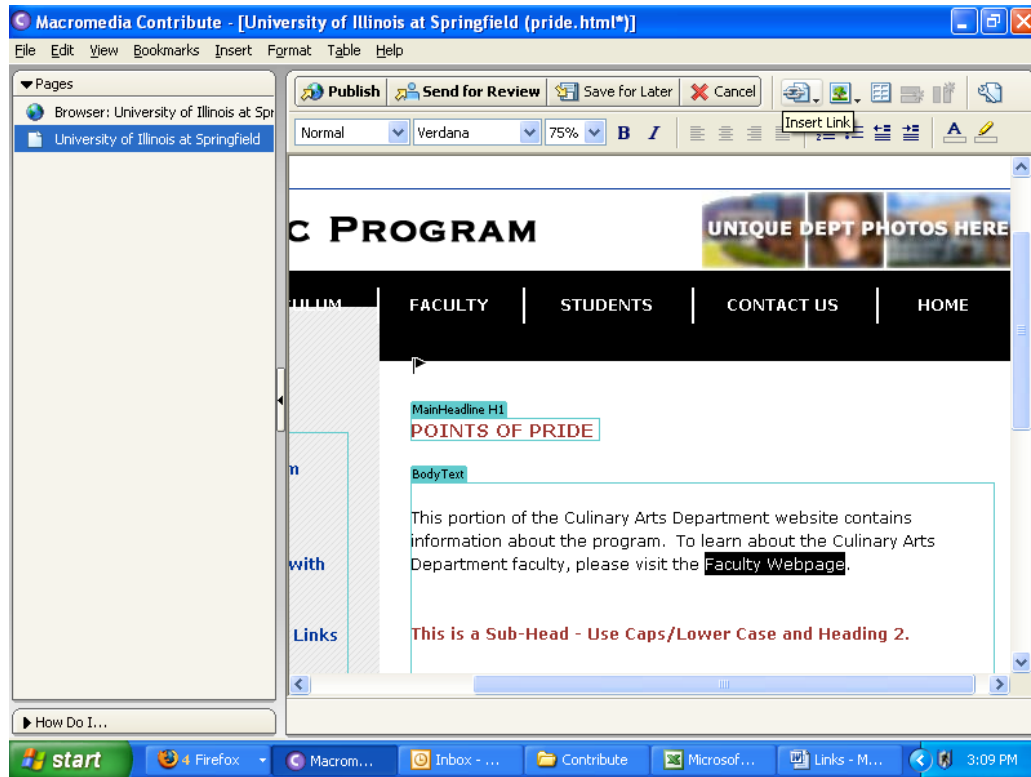 Macromedia Contribute - [University of Illinois at Springfield (pride.html*)]
File Edit View Bookmarks Insert Format Table Help
Pages
Browser: University of Illinois at Spr
University of Illinois at Springfield
Publish Send for Review Save for Later Cancel
Normal Verdana 75% B I
Insert Link
C PROGRAM
UNIQUE DEPT PHOTOS HERE
ULUM FACULTY STUDENTS CONTACT US HOME
MainHeadline H1
POINTS OF PRIDE
m
BodyText
This portion of the Culinary Arts Department website contains
information about the program. To learn about the Culinary Arts
with
Department faculty, please visit the Faculty Webpage.
Links
This is a Sub-Head - Use Caps/Lower Case and Heading 2.
How Do I...
start 4 Firefox Macrom... Inbox - ... Contribute Microsof... Links - M... 3:09 PM